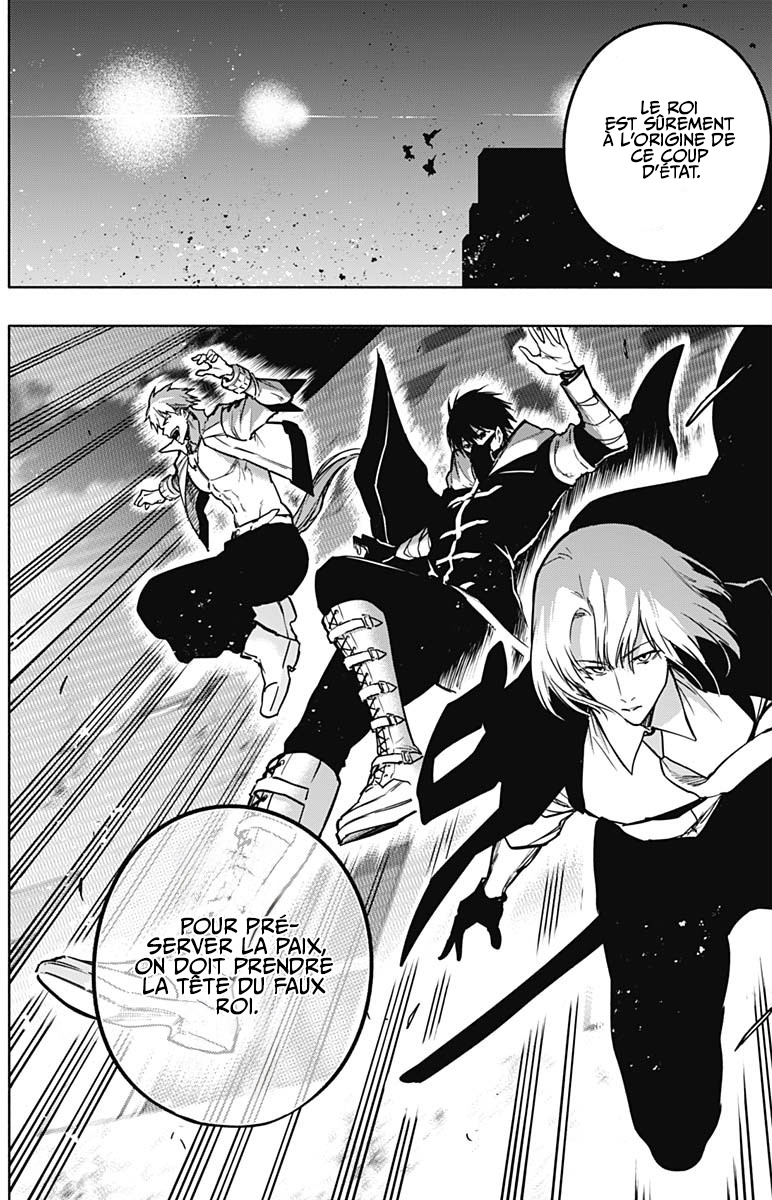 LE ROI
EST SÛREMENT
À L'ORIGINE DE
CE COUP
D'ÉTAT.
POUR PRÉ-
SERVER LA PAIX,
ON DOIT PRENDRE
LA TÊTE DU FAUX
ROI.